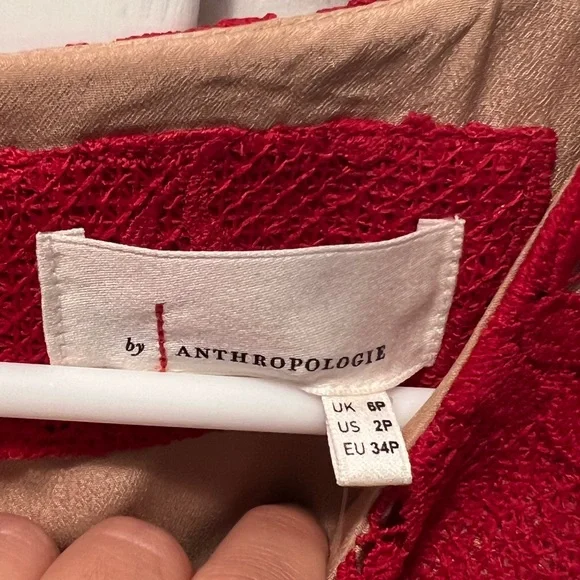 by ANTHROPOLOGIE
UK 6P
US 2P
EU 34P